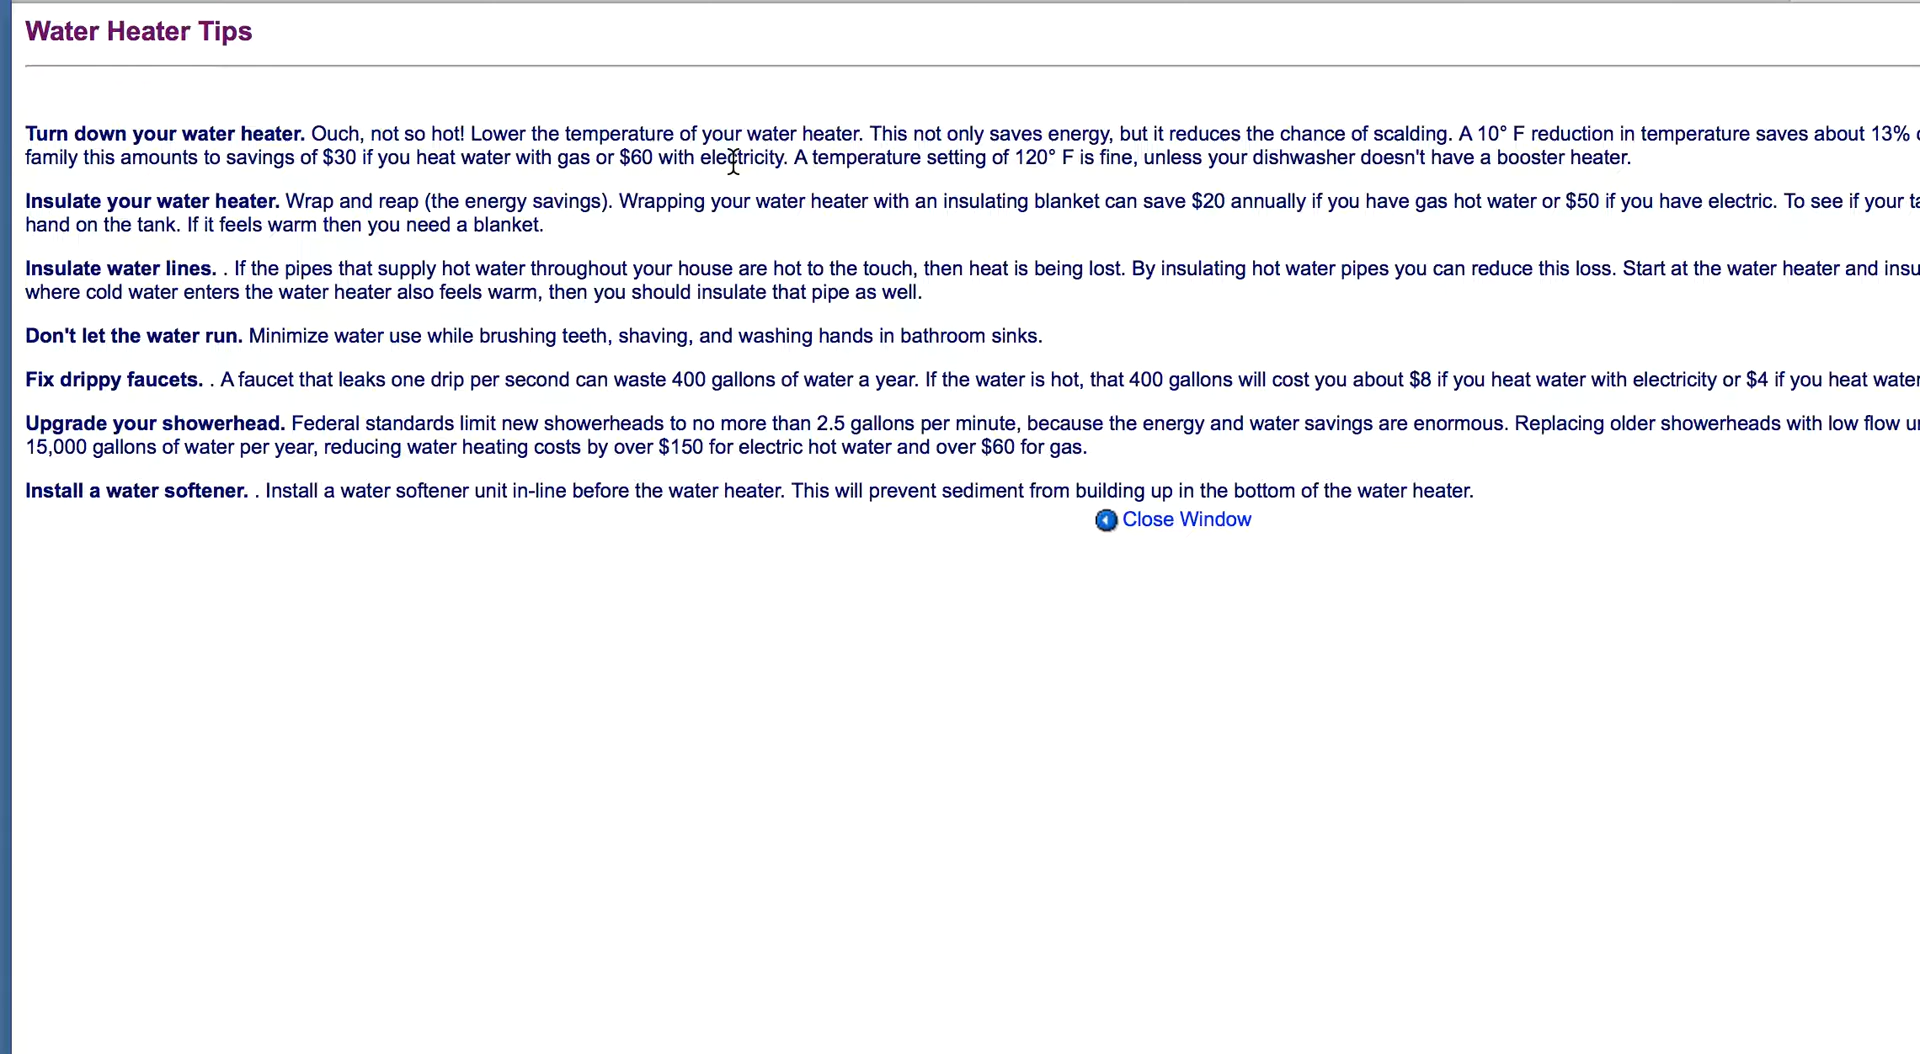 Water Heater Tips
Turn down your water heater. Ouch, not so hot! Lower the temperature of your water heater. This not only saves energy, but it reduces the chance of scalding. A 10° F reduction in temperature saves about 13%
family this amounts to savings of $30 if you heat water with gas or $60 with electricity. A temperature setting of 120° F is fine, unless your dishwasher doesn't have a booster heater.
Insulate your water heater. Wrap and reap (the energy savings). Wrapping your water heater with an insulating blanket can save $20 annually if you have gas hot water or $50 if you have electric. To see if your
hand on the tank. If it feels warm then you need a blanket.
Insulate water lines. . If the pipes that supply hot water throughout your house are hot to the touch, then heat is being lost. By insulating hot water pipes you can reduce this loss. Start at the water heater and
where cold water enters the water heater also feels warm, then you should insulate that pipe as well.
Don't let the water run. Minimize water use while brushing teeth, shaving, and washing hands in bathroom sinks.
Fix drippy faucets. . A faucet that leaks one drip per second can waste 400 gallons of water a year. If the water is hot, that 400 gallons will cost you about $8 if you heat water with electricity or $4 if you heat water
Upgrade your showerhead. Federal standards limit new showerheads to no more than 2.5 gallons per minute, because the energy and water savings are enormous. Replacing older showerheads with low flow
15,000 gallons of water per year, reducing water heating costs by over $150 for electric hot water and over $60 for gas.
Install a water softener. . Install a water softener unit in-line before the water heater. This will prevent sediment from building up in the bottom of the water heater.
Close Window